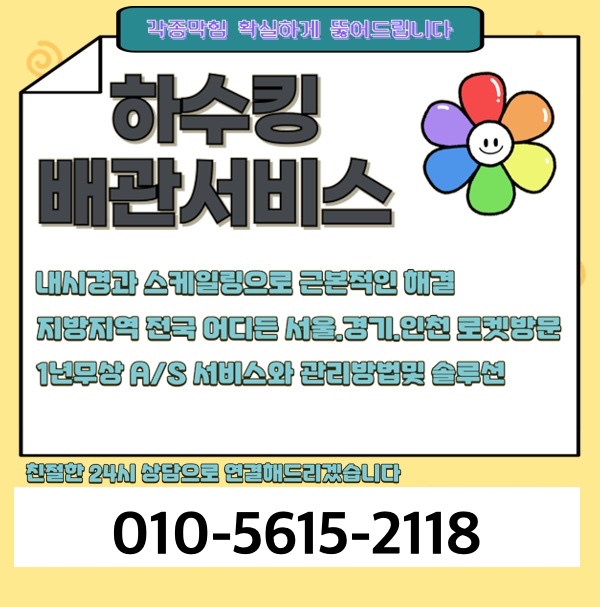 각종막힘 확실하게 뚫어드립니다
하수킹
배관서비스
내시경과 스케일링으로 근본적인 해결
지방지역 전국 어디든 서울,경기,인천 로켓방문
1년무상 A/S 서비스와 관리방법및 솔루션
친절한 24시 상담으로 연결해드리겠습니다
010-5615-2118